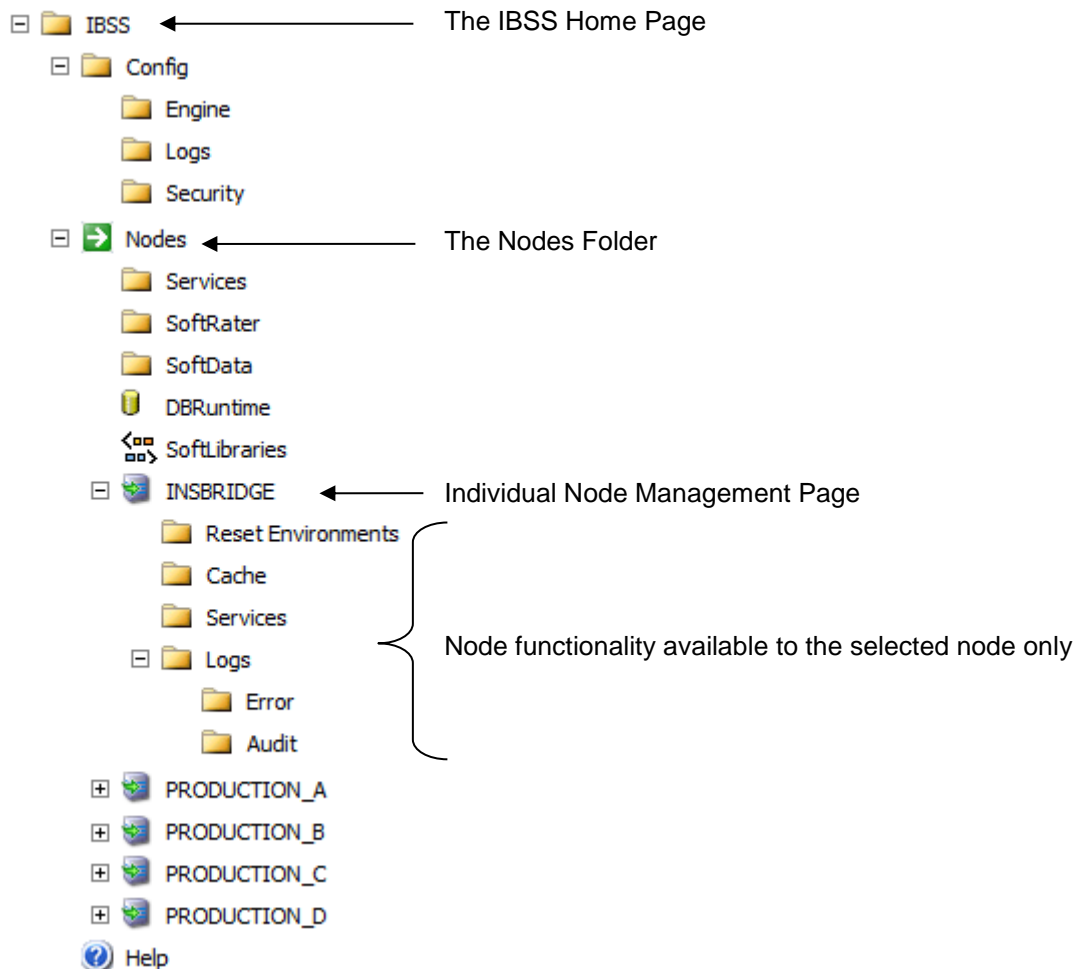 IBSS The IBSS Home Page
Config
Engine
Logs
Security
Nodes The Nodes Folder
Services
SoftRater
SoftData
DBRuntime
SoftLibraries
INSBRIDGE Individual Node Management Page
Reset Environments
Cache
Services
Node functionality available to the selected node only
Logs
Error
Audit
PRODUCTION_A
PRODUCTION_B
PRODUCTION_C
PRODUCTION_D
Help